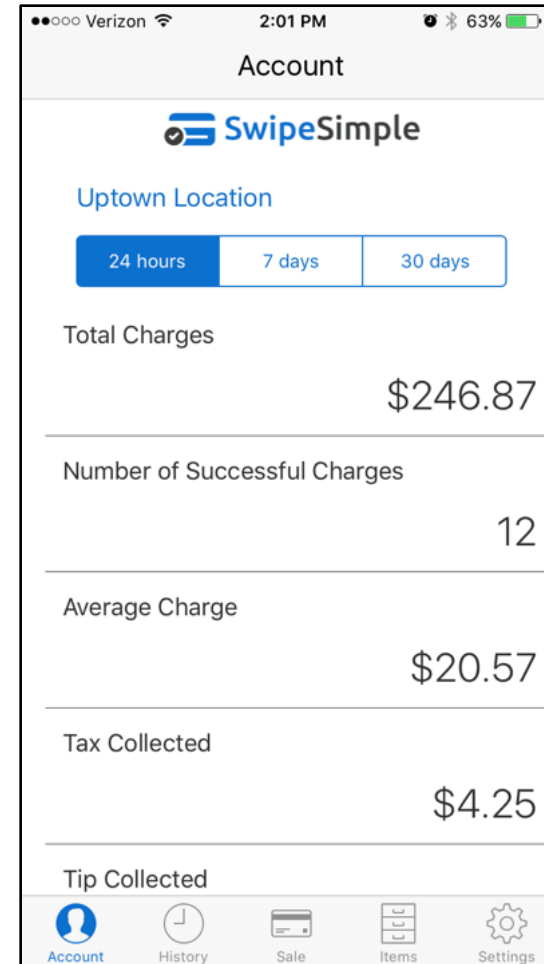 Verizon 2:01 PM 63%
Account
SwipeSimple
Uptown Location
24 hours 7 days 30 days
Total Charges
$246.87
Number of Successful Charges
12
Average Charge
$20.57
Tax Collected
$4.25
Tip Collected
Account History Sale Items Settings